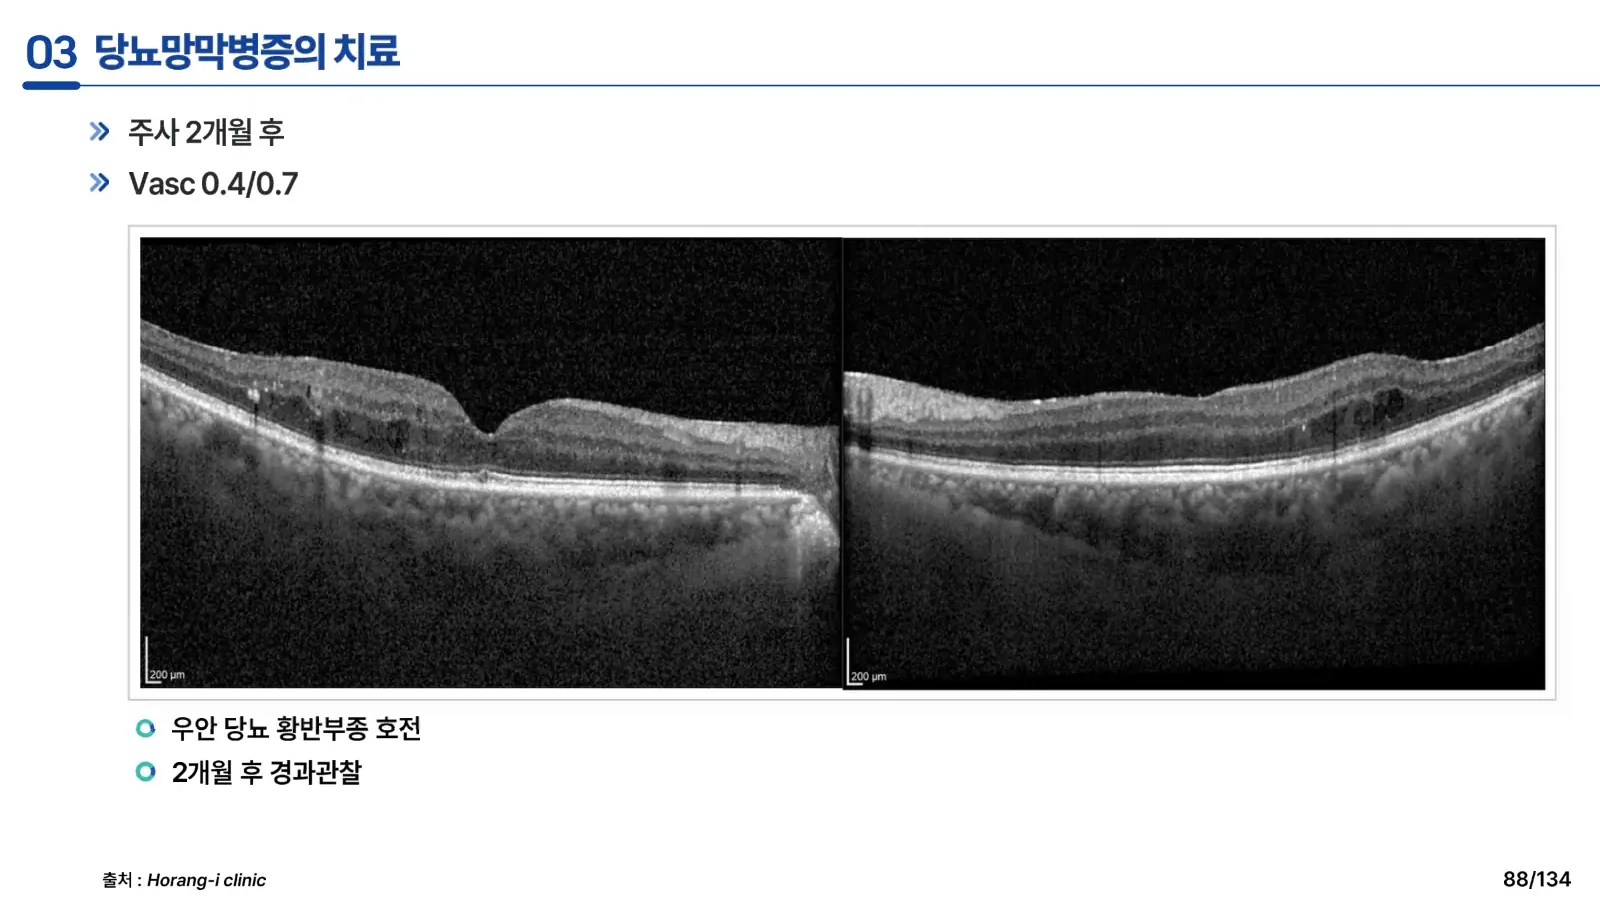 03 당뇨망막병증의 치료
주사 2개월 후
Vasc 0.4/0.7
200 µm
200 µm
우안 당뇨 황반부종 호전
2개월 후 경과관찰
출처 : Horang-i clinic
88/134